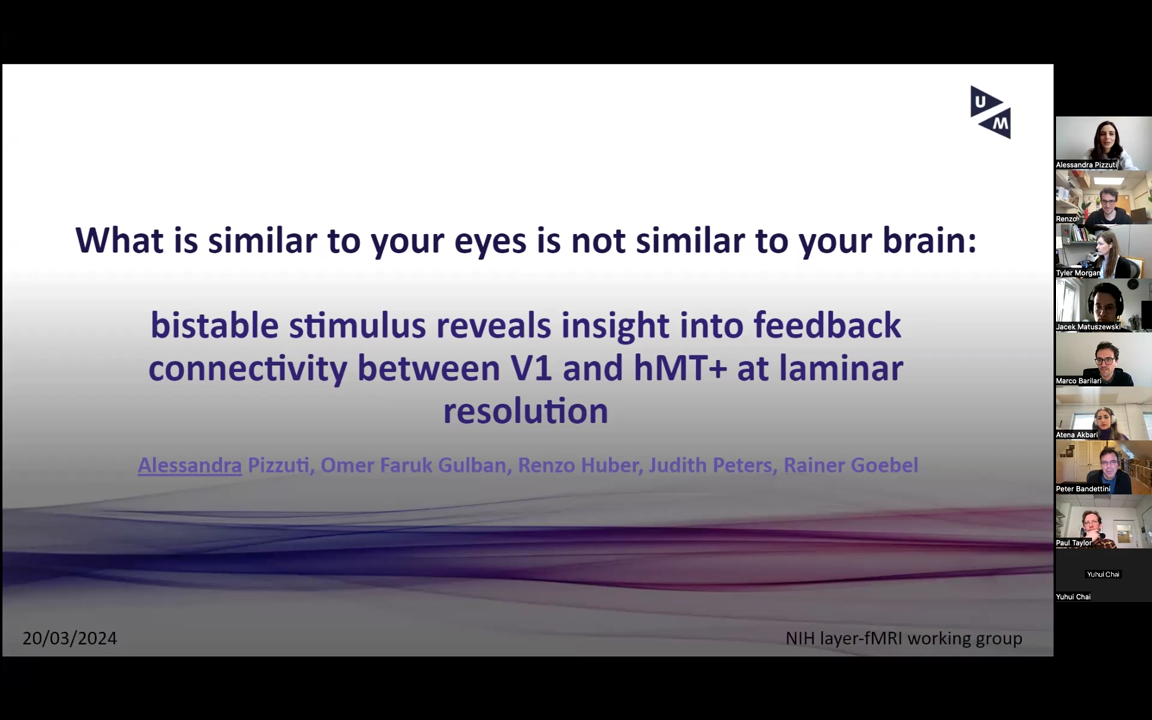 U
M
What is similar to your eyes is not similar to your brain:
bistable stimulus reveals insight into feedback
connectivity between V1 and hMT+ at laminar
resolution
Alessandra Pizzuti, Omer Faruk Gulban, Renzo Huber, Judith Peters, Rainer Goebel
20/03/2024
NIH layer-fMRI working group
Alessandra Pizzuti
Renzo
Tyler Morgan
Jacek Matuszewski
Marco Barilari
Atena Akbari
Peter Bandettini
Paul Taylor
Yuhui Chai
Yuhui Chai